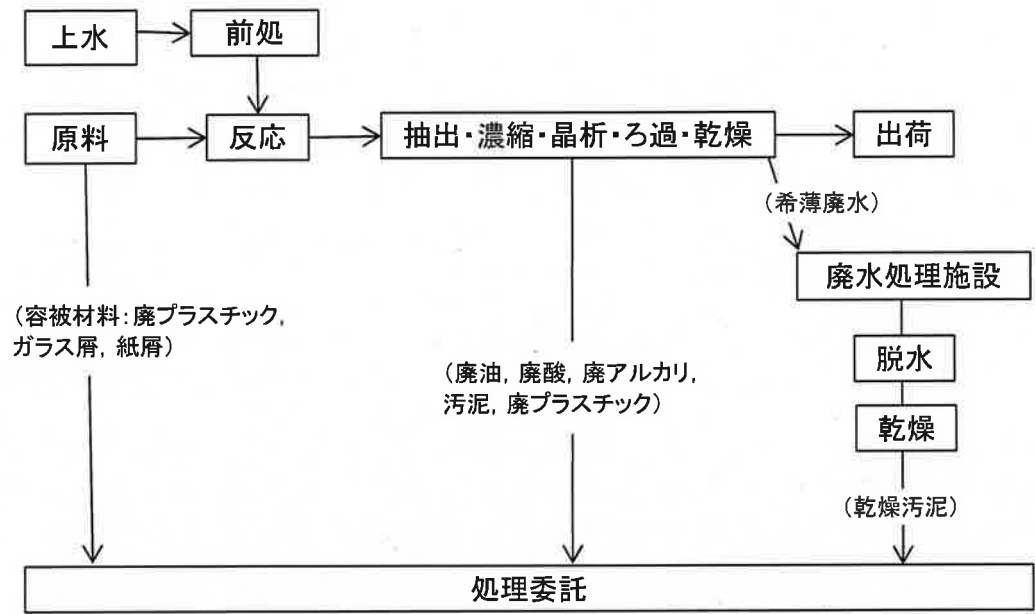 上水
前処
原料
反応
抽出・濃縮・晶析・ろ過・乾燥
出荷
(希薄廃水)
廃水処理施設
(容被材料:廃プラスチック,
ガラス屑, 紙屑)
脱水
(廃油, 廃酸, 廃アルカリ,
汚泥, 廃プラスチック)
乾燥
(乾燥汚泥)
処理委託